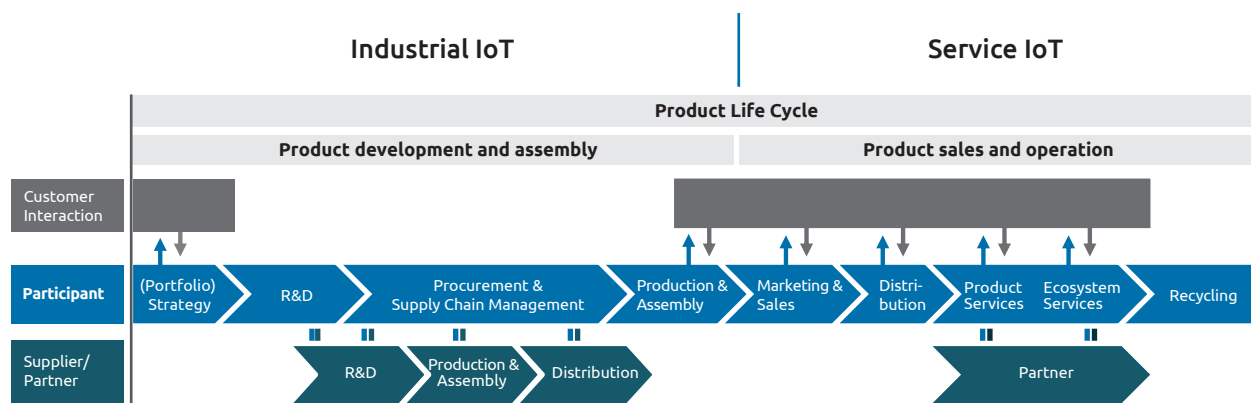 Industrial IoT
Service IoT
Product Life Cycle
Product development and assembly
Product sales and operation
Customer
Interaction
Participant
(Portfolio)
Strategy
R&D
Procurement &
Supply Chain Management
Production &
Assembly
Marketing &
Sales
Distri-
bution
Product
Services
Ecosystem
Services
Recycling
Supplier/
Partner
R&D
Production &
Assembly
Distribution
Partner